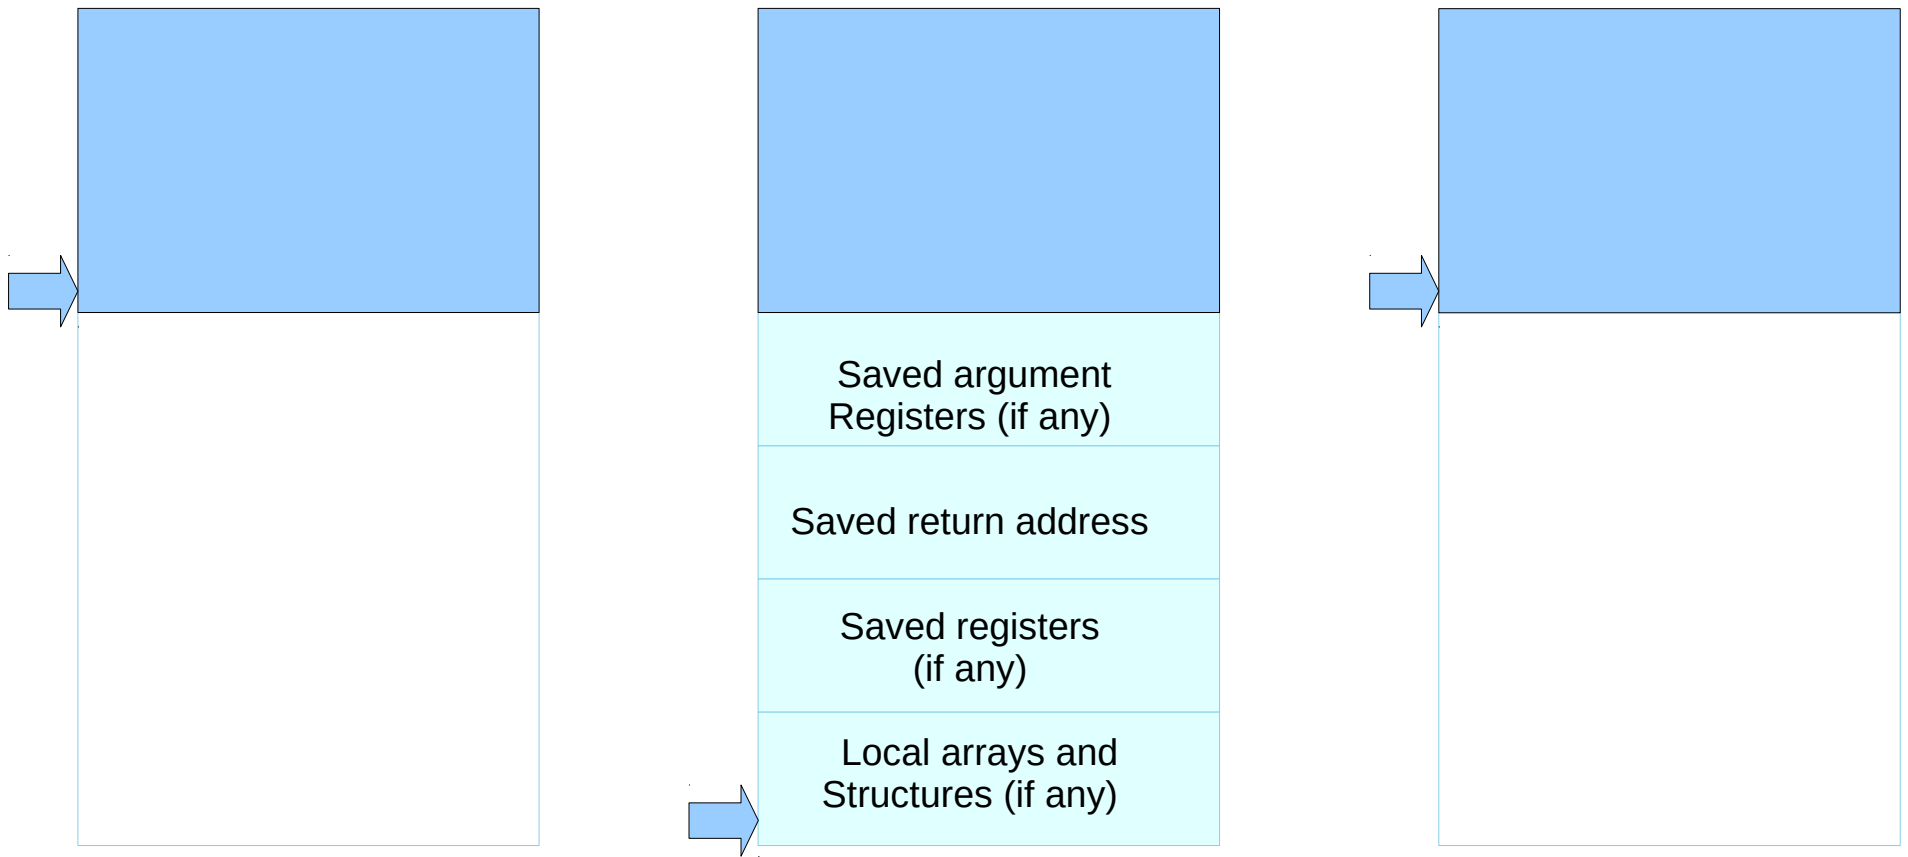 Saved argument
Registers (if any)
Saved return address
Saved registers
(if any)
Local arrays and
Structures (if any)